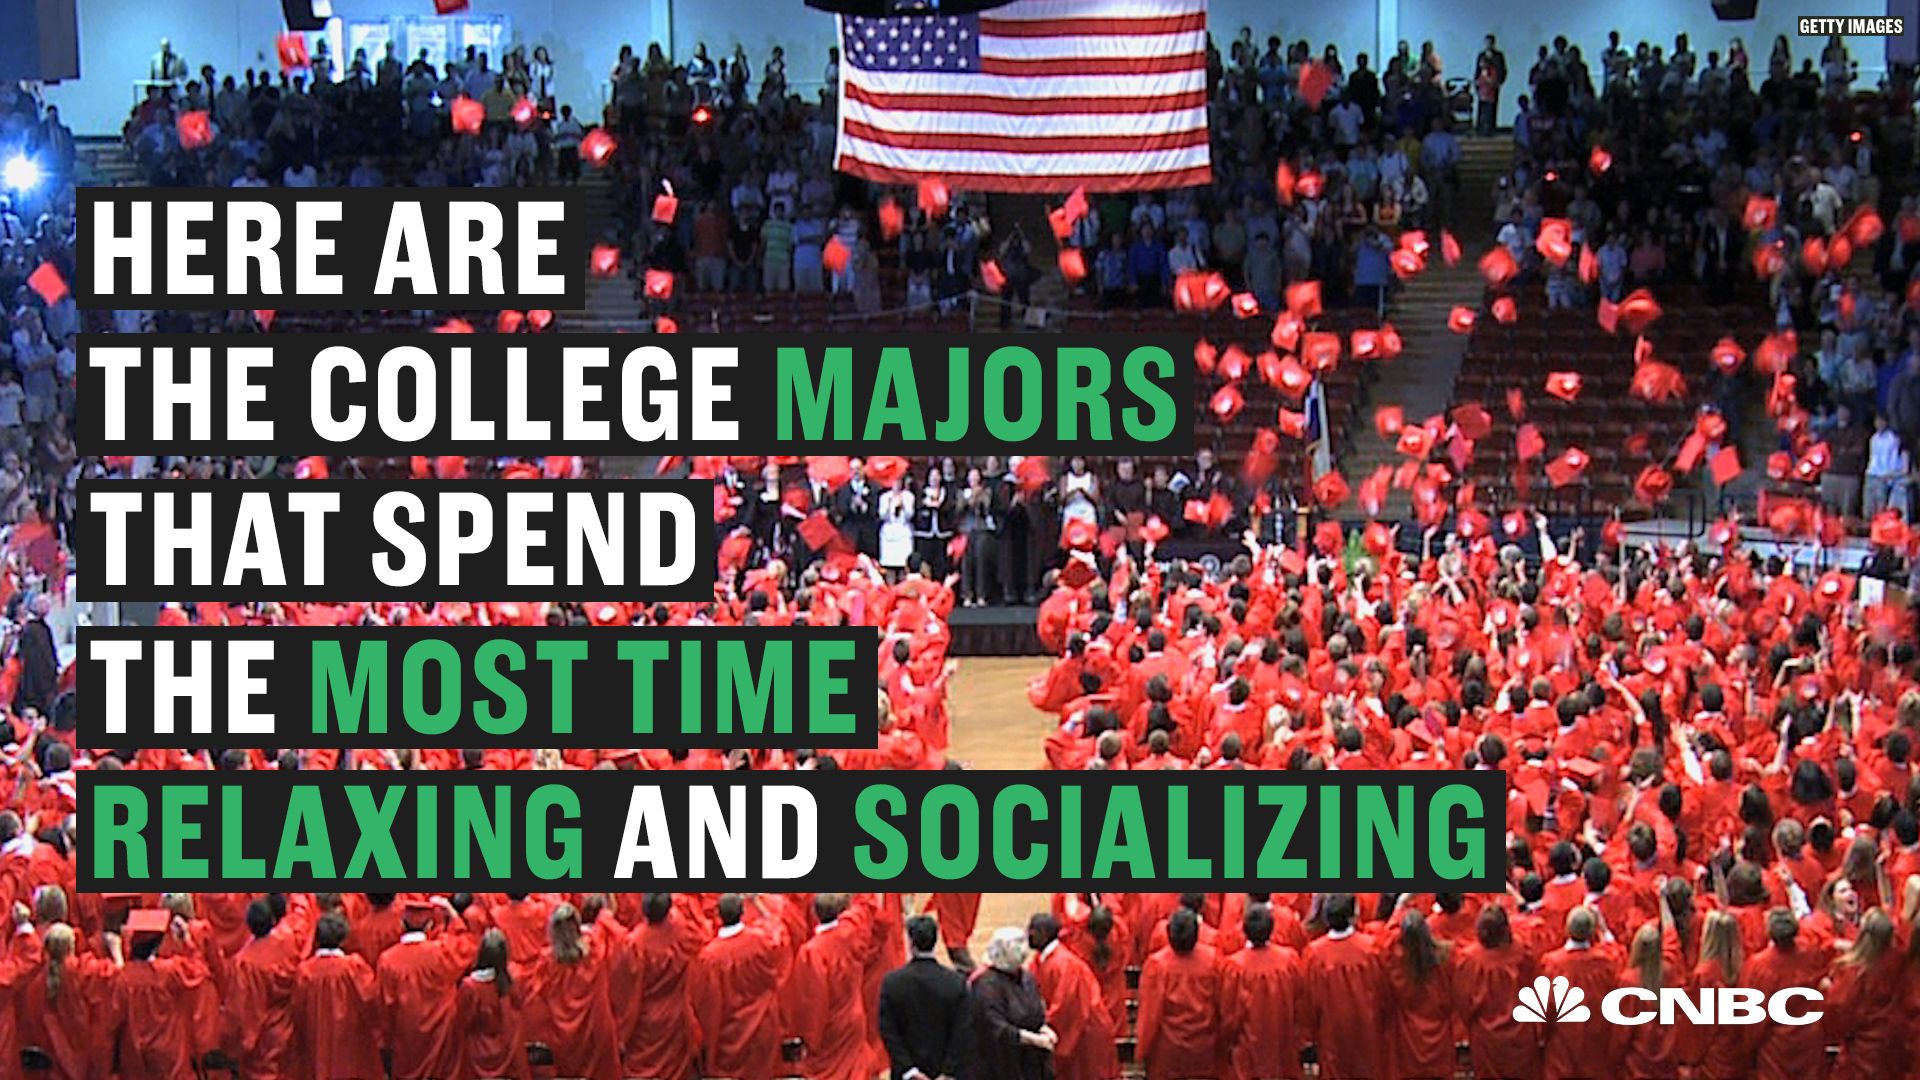 GETTY IMAGES
HERE ARE
THE COLLEGE MAJORS
THAT SPEND
THE MOST TIME
RELAXING AND SOCIALIZING
CNBC